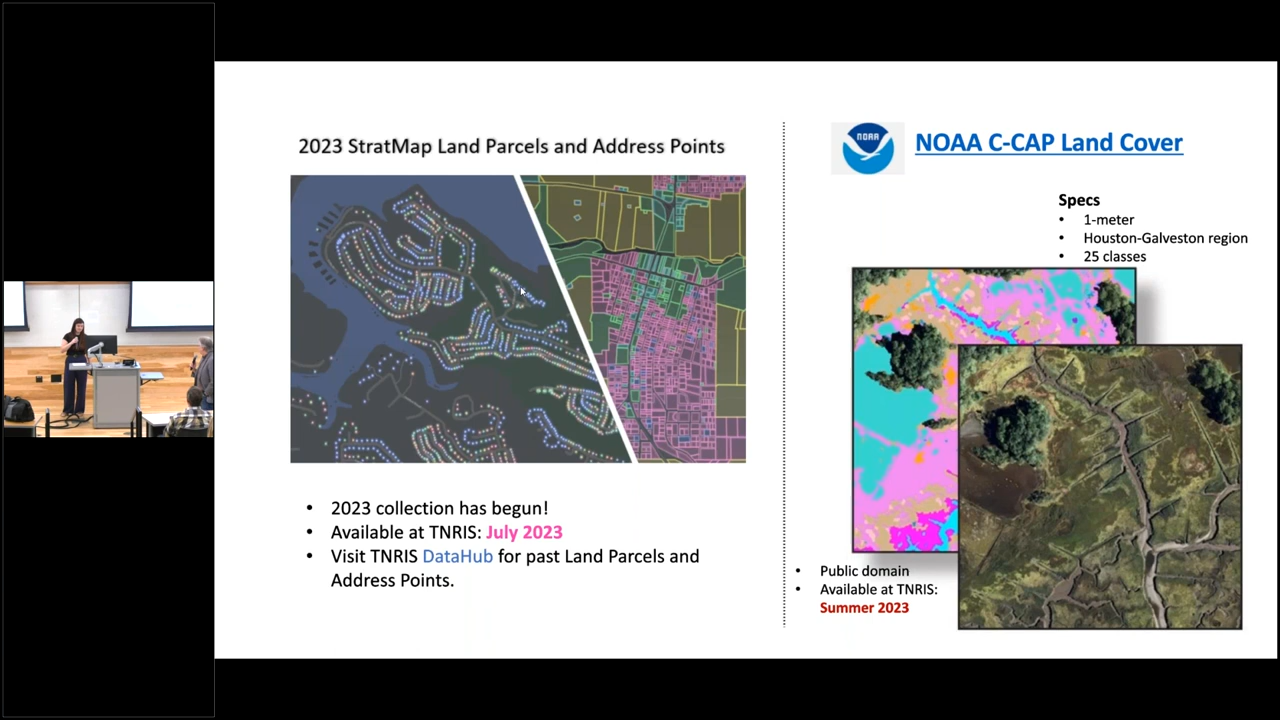 2023 StratMap Land Parcels and Address Points
• 2023 collection has begun!
• Available at TNRIS: July 2023
• Visit TNRIS DataHub for past Land Parcels and
Address Points.
NOAA
NOAA C-CAP Land Cover
Specs
• 1-meter
• Houston-Galveston region
• 25 classes
• Public domain
• Available at TNRIS:
Summer 2023